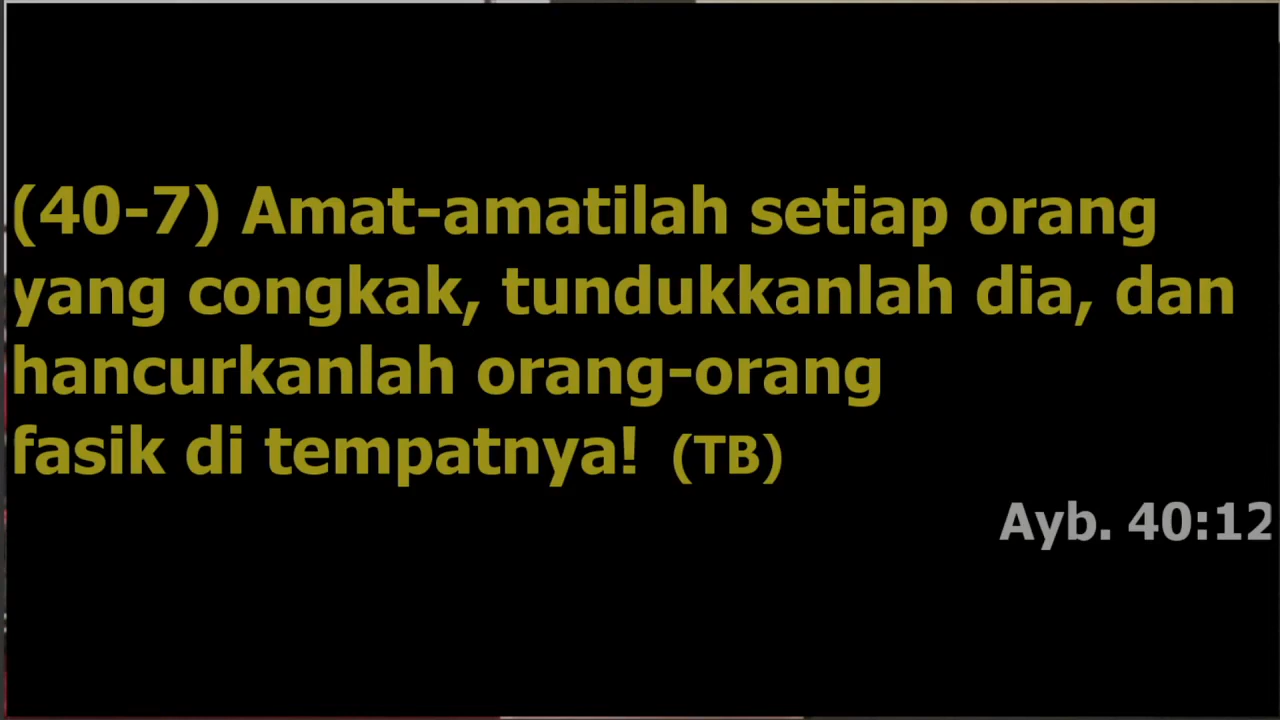 (40-7) Amat-amatilah setiap orang
yang congkak, tundukkanlah dia, dan
hancurkanlah orang-orang
fasik di tempatnya! (TB)
Ayb. 40:12